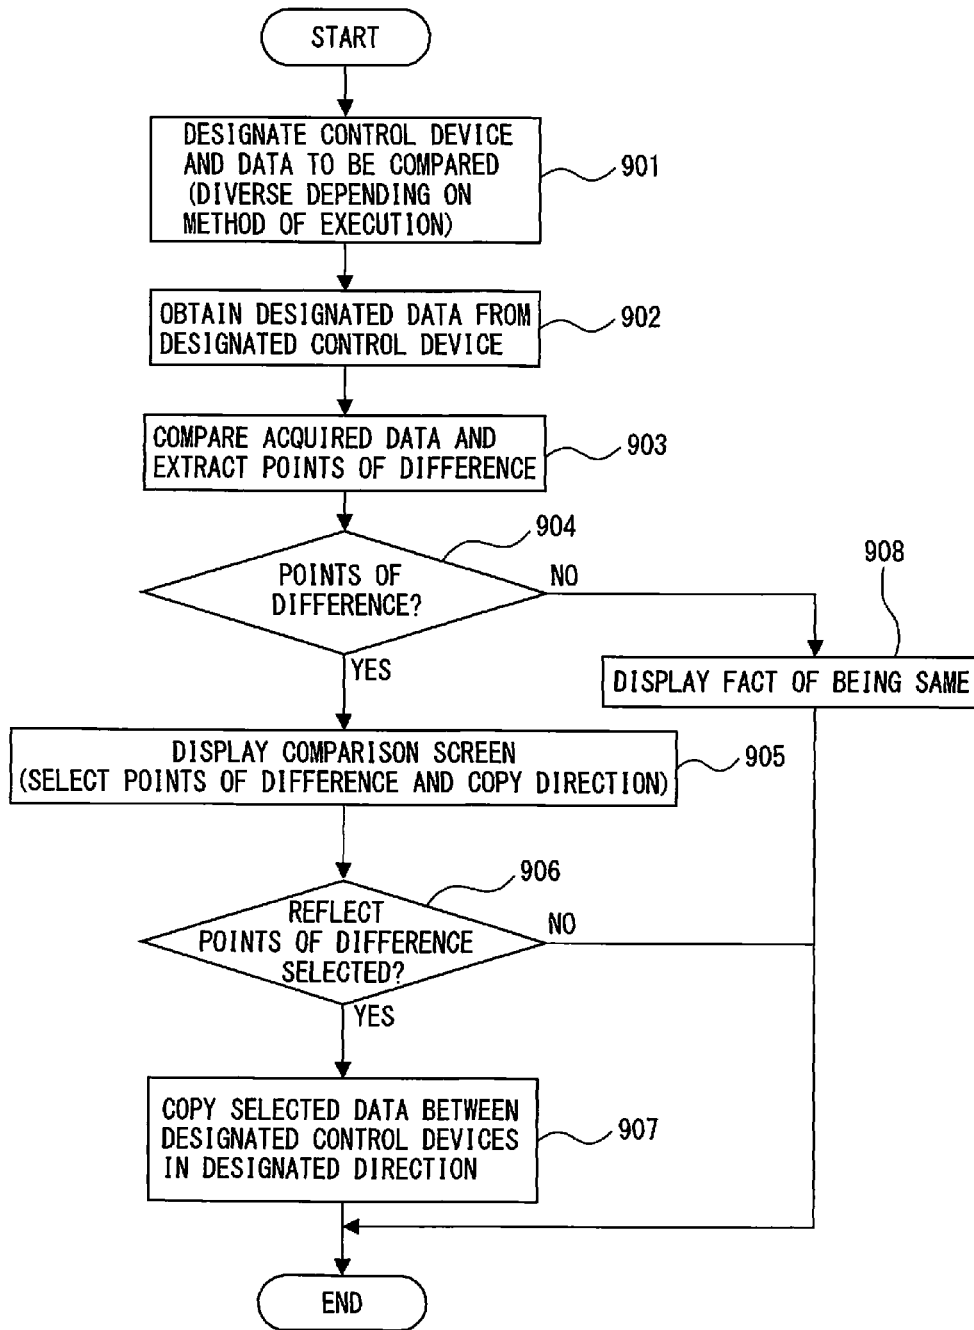 START
DESIGNATE CONTROL DEVICE
AND DATA TO BE COMPARED
(DIVERSE DEPENDING ON
METHOD OF EXECUTION)
901
OBTAIN DESIGNATED DATA FROM
DESIGNATED CONTROL DEVICE
902
COMPARE ACQUIRED DATA AND
EXTRACT POINTS OF DIFFERENCE
903
904
POINTS OF
DIFFERENCE?
NO
YES
908
DISPLAY FACT OF BEING SAME
DISPLAY COMPARISON SCREEN
(SELECT POINTS OF DIFFERENCE AND COPY DIRECTION)
905
906
REFLECT
POINTS OF DIFFERENCE
SELECTED?
NO
YES
COPY SELECTED DATA BETWEEN
DESIGNATED CONTROL DEVICES
IN DESIGNATED DIRECTION
907
END